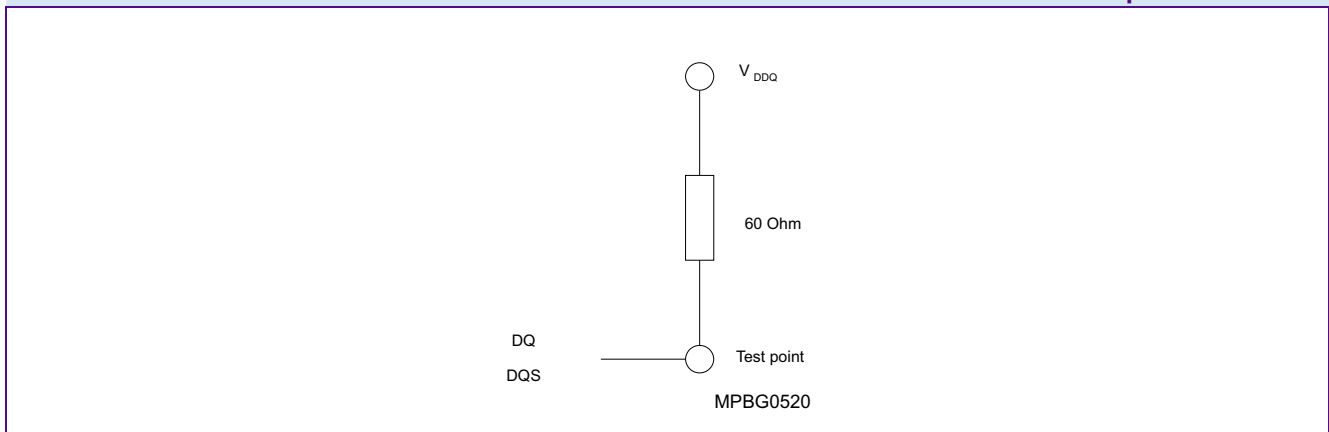 V DDQ
60 Ohm
DQ
Test point
DQS
MPBG0520